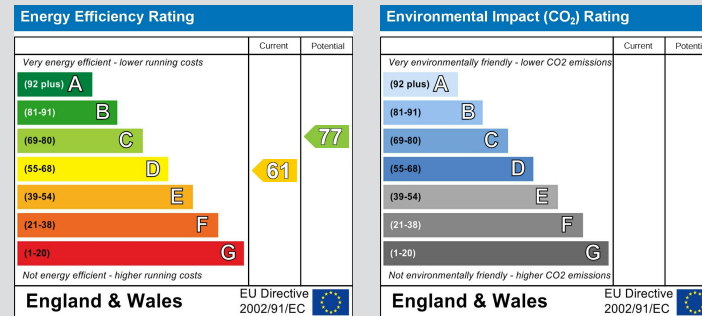 Energy Efficiency Rating
Current Potential
Very energy efficient - lower running costs
(92 plus) A
(81-91) B
(69-80) C
77
(55-68) D
61
(39-54) E
(21-38) F
(1-20) G
Not energy efficient - higher running costs
England & Wales
EU Directive
2002/91/EC
Environmental Impact (CO₂) Rating
Current Potenti
Very environmentally friendly - lower CO2 emissions
(92 plus) A
(81-91) B
(69-80) C
(55-68) D
(39-54) E
(21-38) F
(1-20) G
Not environmentally friendly - higher CO2 emissions
England & Wales
EU Directive
2002/91/EC